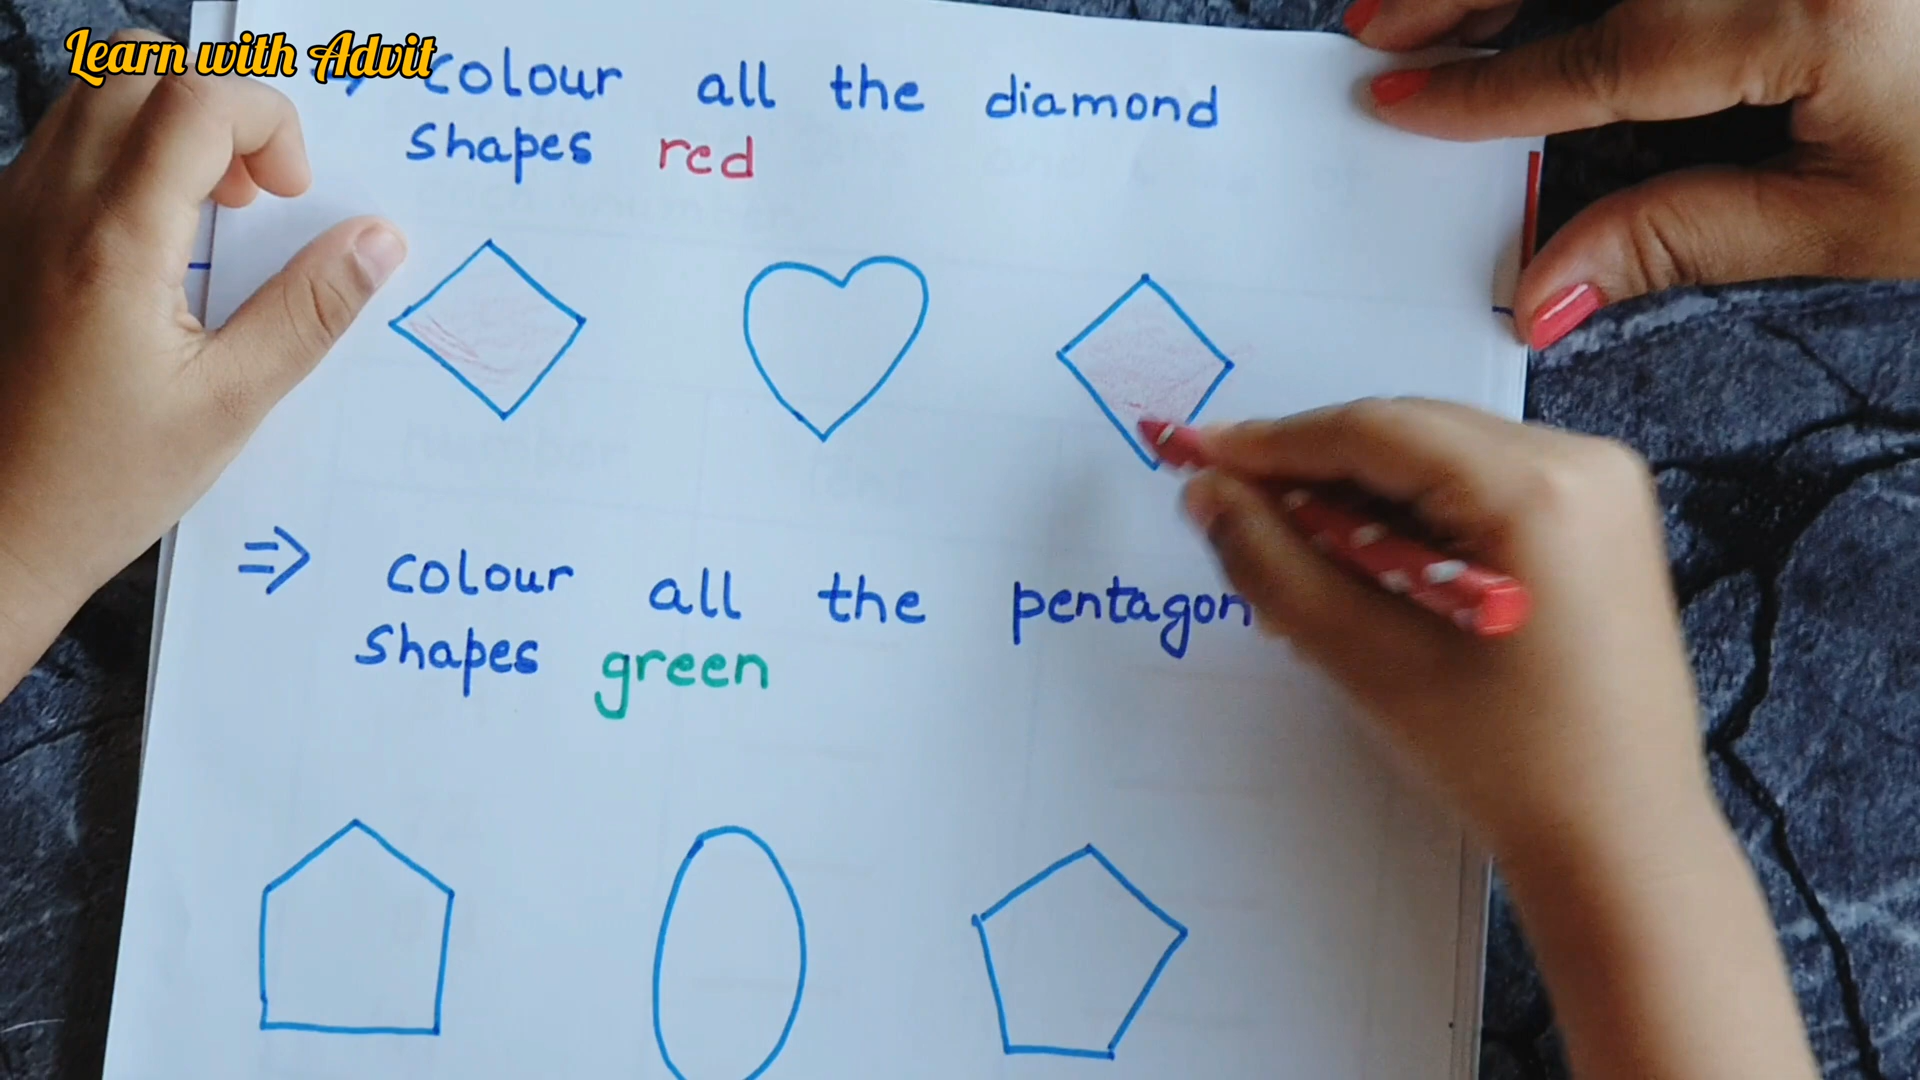 Learn with Advit
colour all the diamond
shapes red
⇒ colour all the pentagon
shapes green